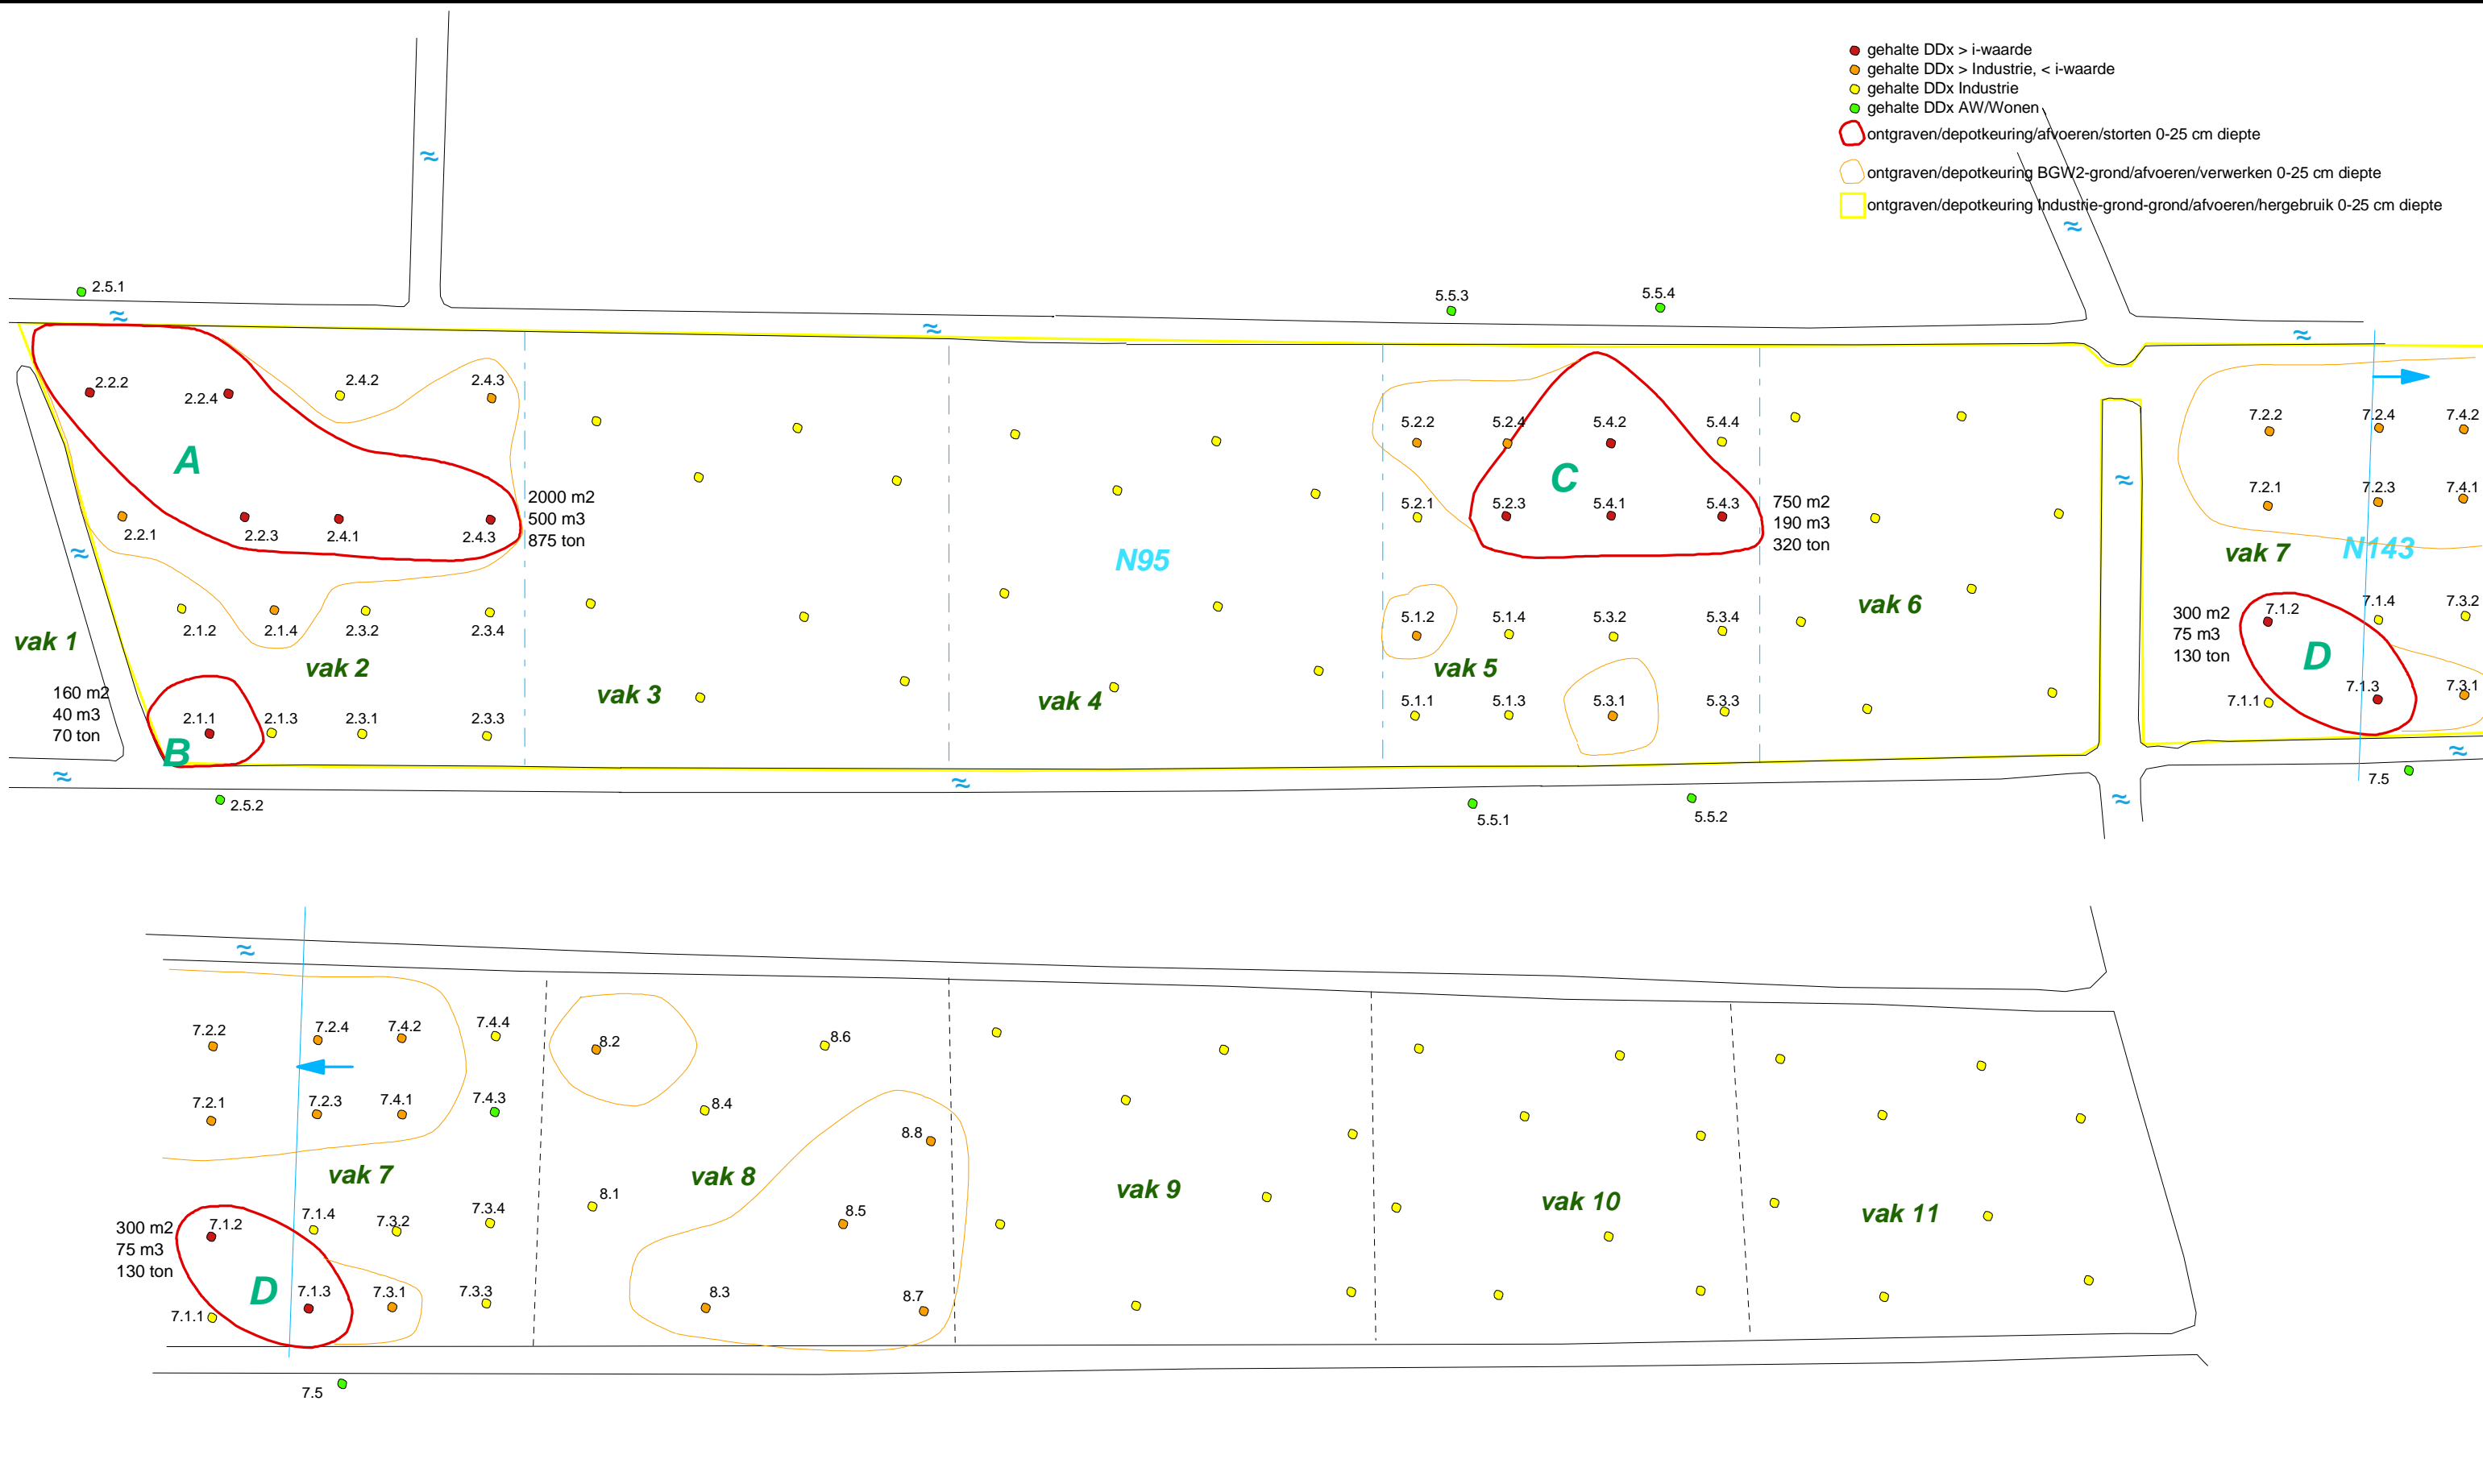 gehalte DDx > i-waarde
gehalte DDx > Industrie, < i-waarde
gehalte DDx Industrie
gehalte DDx AW/Wonen
ontgraven/depotkeuring/afvoeren/storten 0-25 cm diepte
ontgraven/depotkeuring BGW2-grond/afvoeren/verwerken 0-25 cm diepte
ontgraven/depotkeuring Industrie-grond-grond/afvoeren/hergebruik 0-25 cm diepte
2.5.1
5.5.3
5.5.4
2.2.2
2.2.4
2.4.2
2.4.3
A
2.2.1
2.2.3
2.4.1
2.4.3
2000 m2
500 m3
875 ton
2.1.2
2.1.4
2.3.2
2.3.4
vak 1
vak 2
160 m2
40 m3
70 ton
2.1.1
2.1.3
2.3.1
2.3.3
B
2.5.2
vak 3
N95
vak 4
5.2.2
5.2.4
5.4.2
5.4.4
C
5.2.1
5.2.3
5.4.1
5.4.3
750 m2
190 m3
320 ton
5.1.2
5.1.4
5.3.2
5.3.4
vak 5
5.1.1
5.1.3
5.3.1
5.3.3
5.5.1
5.5.2
vak 6
7.2.2
7.2.4
7.4.2
7.2.1
7.2.3
7.4.1
vak 7
N143
7.1.2
7.1.4
7.3.2
300 m2
75 m3
130 ton
D
7.1.1
7.1.3
7.3.1
7.5
7.2.2
7.2.4
7.4.2
7.4.4
7.2.1
7.2.3
7.4.1
7.4.3
vak 7
7.1.2
7.1.4
7.3.2
7.3.4
300 m2
75 m3
130 ton
D
7.1.1
7.1.3
7.3.1
7.3.3
7.5
8.2
8.6
8.4
8.8
vak 8
8.1
8.5
8.3
8.7
vak 9
vak 10
vak 11